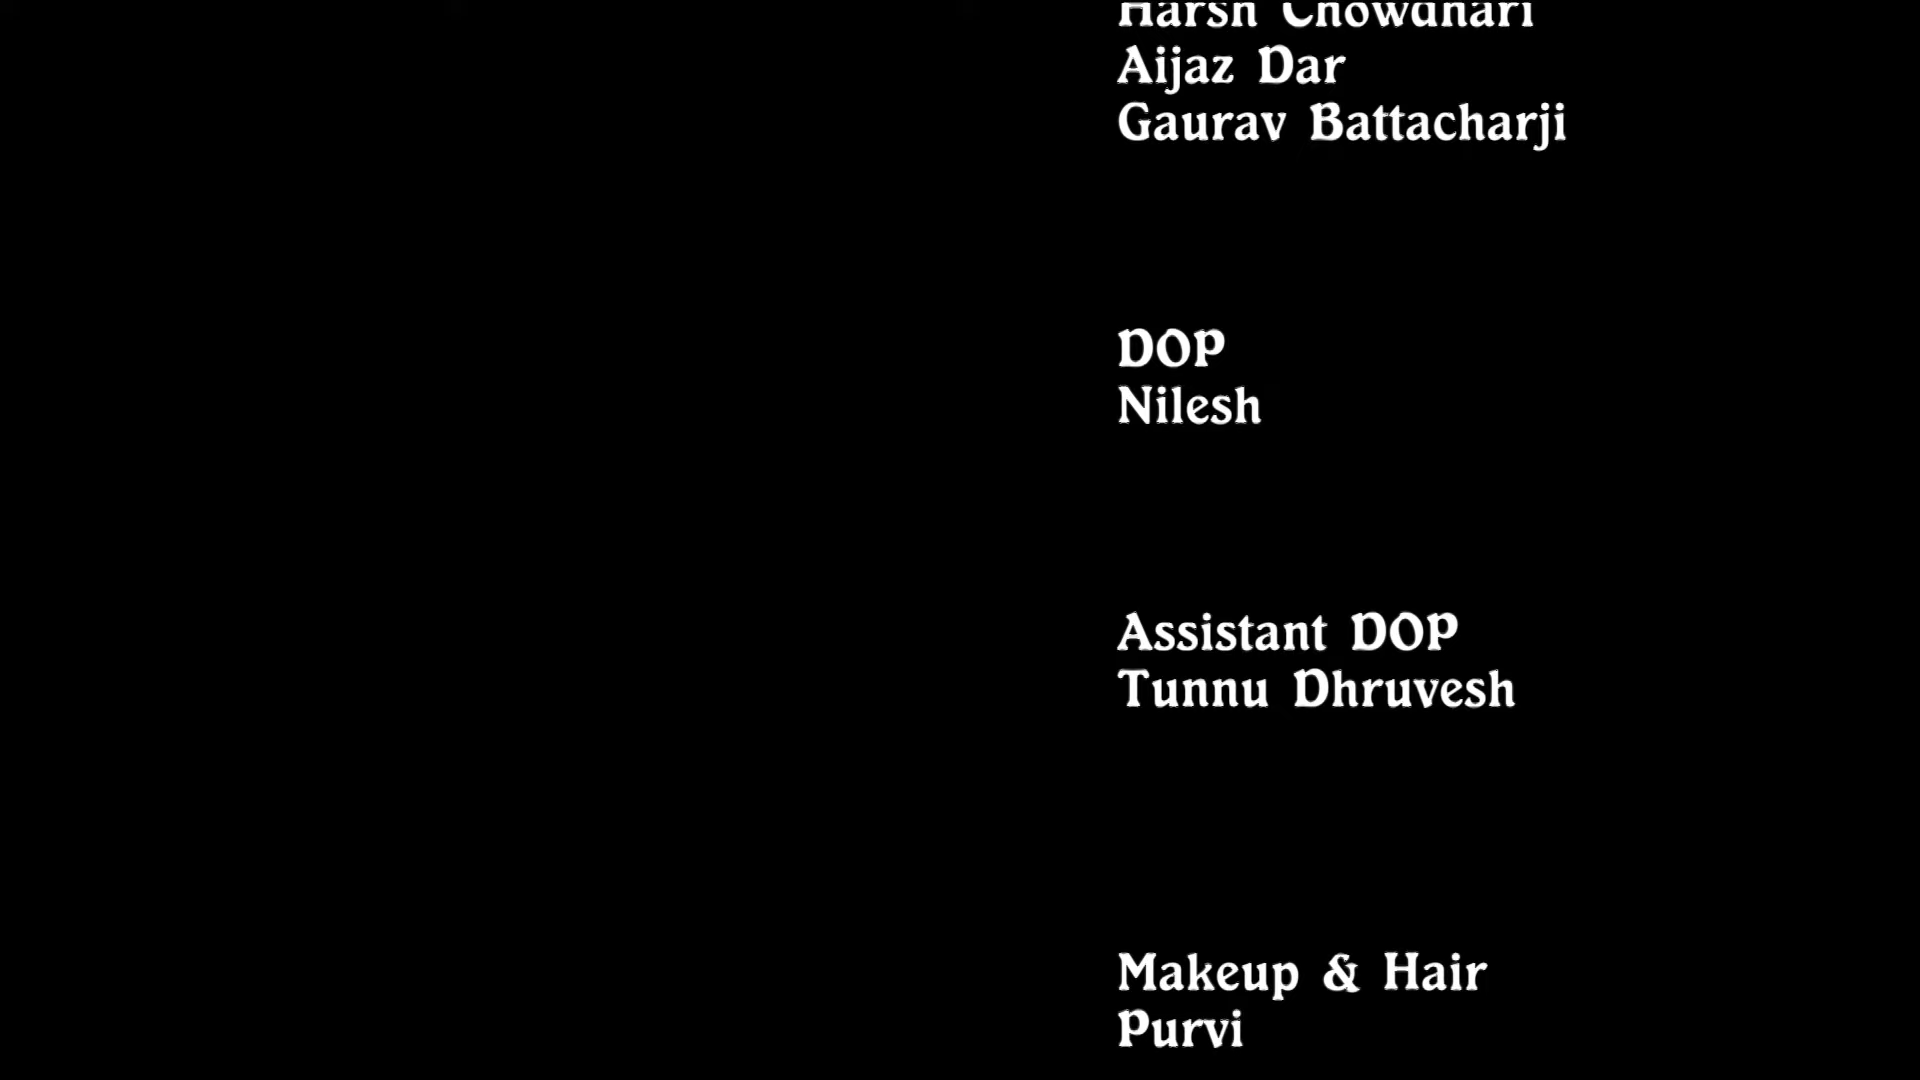 Harsh Chowdhari
Aijaz Dar
Gaurav Battacharji
DOP
Nilesh
Assistant DOP
Tunnu Dhruvesh
Makeup & Hair
Purvi